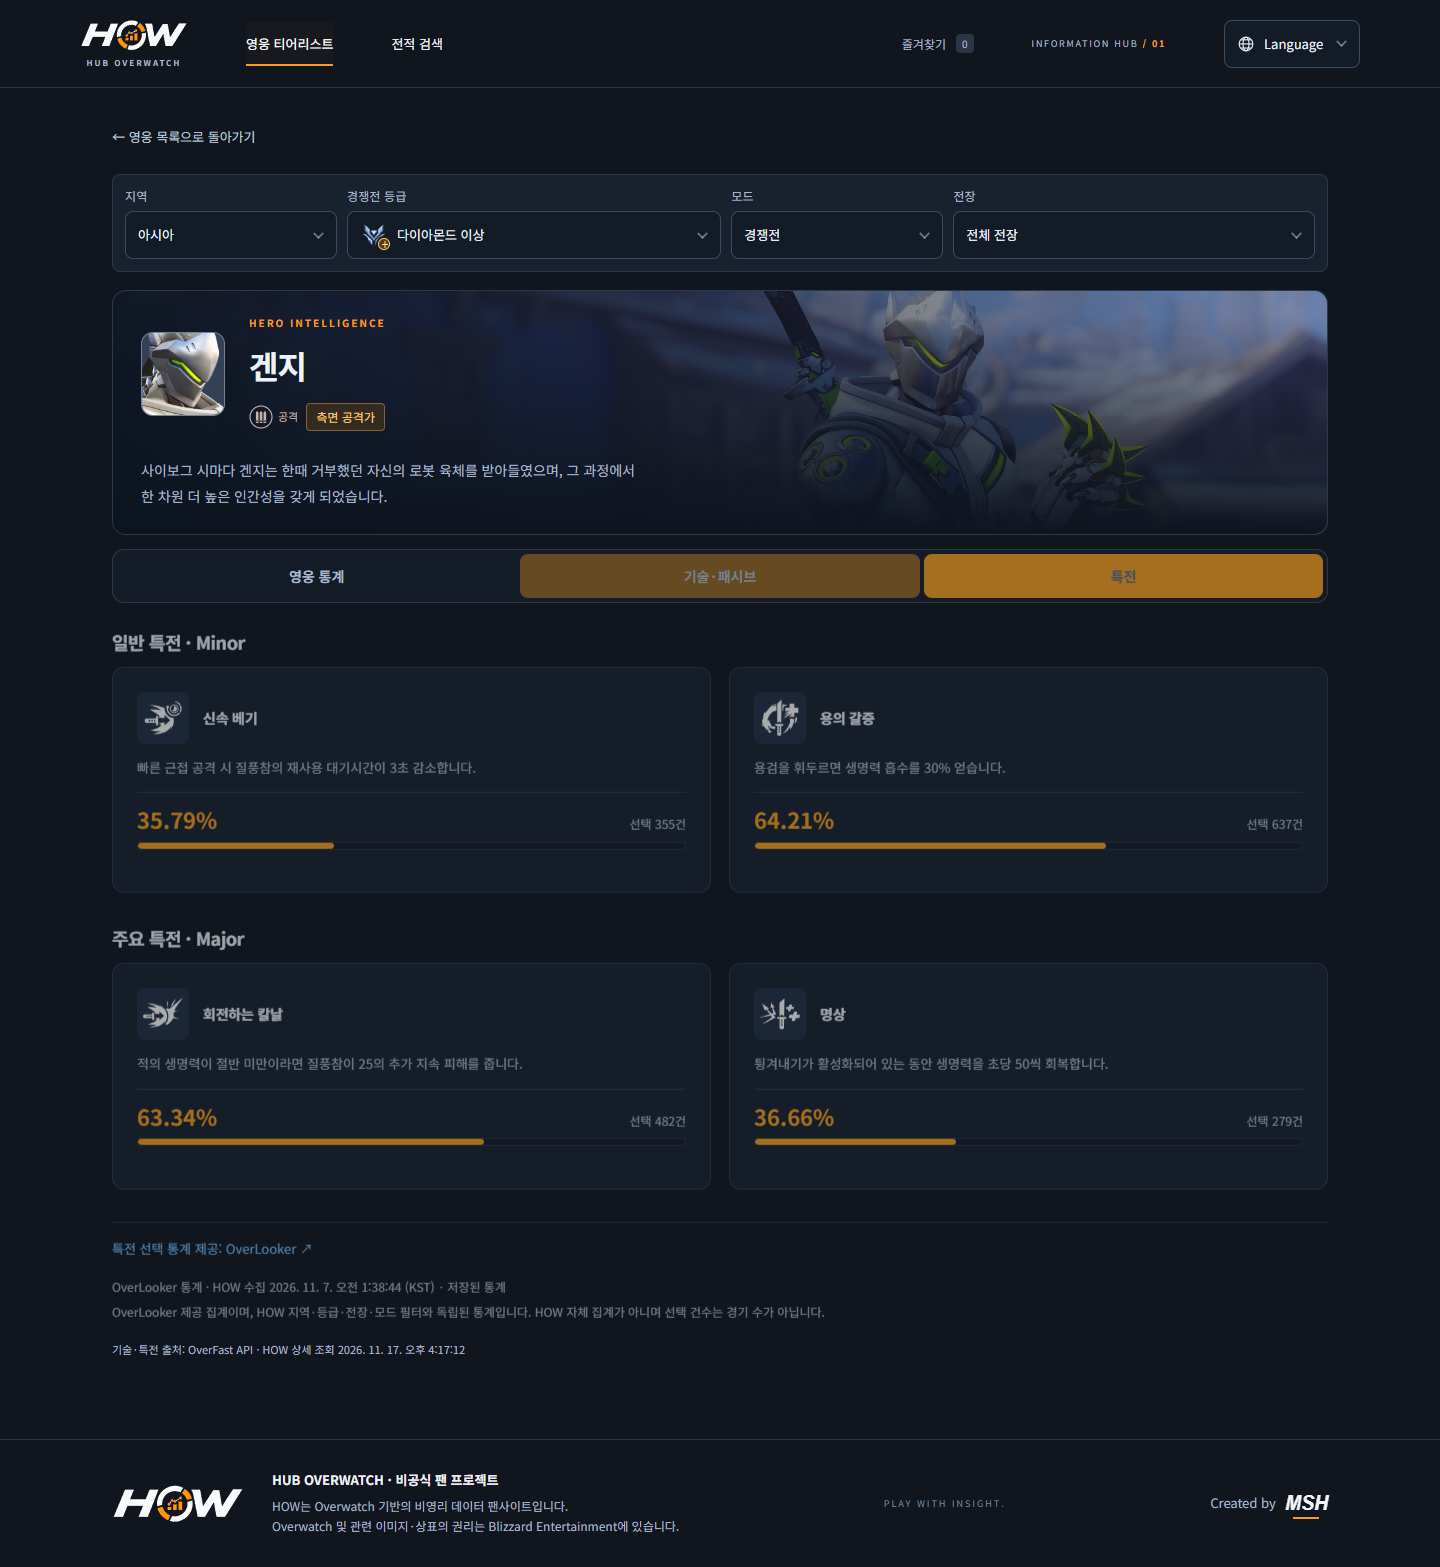 HOW
HUB OVERWATCH
영웅 티어리스트
전적 검색
즐겨찾기 0
INFORMATION HUB / 01
Language
← 영웅 목록으로 돌아가기
지역
경쟁전 등급
모드
전장
아시아
다이아몬드 이상
경쟁전
전체 전장
HERO INTELLIGENCE
겐지
공격
측면 공격가
사이보그 시마다 겐지는 한때 거부했던 자신의 로봇 육체를 받아들였으며, 그 과정에서
한 차원 더 높은 인간성을 갖게 되었습니다.
영웅 통계
기술·패시브
특전
일반 특전 · Minor
신속 베기
빠른 근접 공격 시 질풍참의 재사용 대기시간이 3초 감소합니다.
35.79%
선택 355건
용의 갈증
용검을 휘두르면 생명력 흡수를 30% 얻습니다.
64.21%
선택 637건
주요 특전 · Major
회전하는 칼날
적의 생명력이 절반 미만이라면 질풍참이 25의 추가 지속 피해를 줍니다.
63.34%
선택 482건
명상
튕겨내기가 활성화되어 있는 동안 생명력을 초당 50씩 회복합니다.
36.66%
선택 279건
특전 선택 통계 제공: OverLooker ↗
OverLooker 통계 · HOW 수집 2026. 11. 7. 오전 1:38:44 (KST) · 저장된 통계
OverLooker 제공 집계이며, HOW 지역·등급·전장·모드 필터와 독립된 통계입니다. HOW 자체 집계가 아니며 선택 건수는 경기 수가 아닙니다.
기술·특전 출처: OverFast API · HOW 상세 조회 2026. 11. 17. 오후 4:17:12
HOW
HUB OVERWATCH · 비공식 팬 프로젝트
HOW는 Overwatch 기반의 비영리 데이터 팬사이트입니다.
Overwatch 및 관련 이미지·상표의 권리는 Blizzard Entertainment에 있습니다.
PLAY WITH INSIGHT.
Created by MSH